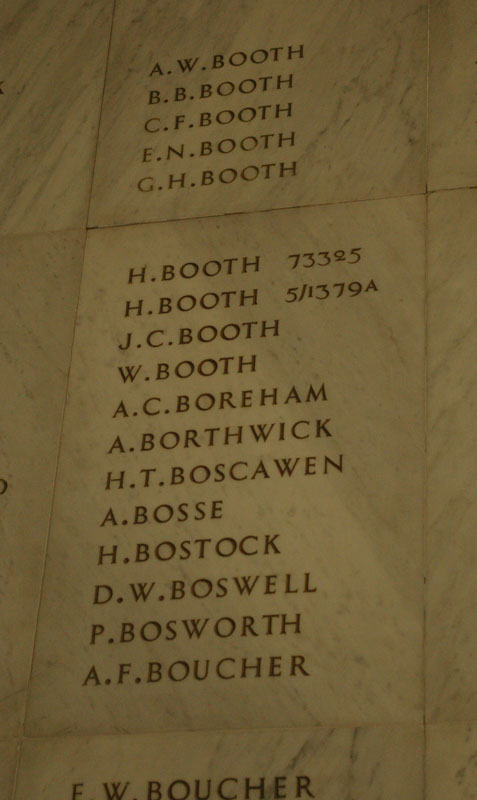 A.W.BOOTH
B.B.BOOTH
C.F.BOOTH
E.N.BOOTH
G.H.BOOTH
H.BOOTH 73325
H.BOOTH 5/1379A
J.C.BOOTH
W.BOOTH
A.C.BOREHAM
A.BORTHWICK
H.T.BOSCAWEN
A.BOSSE
H.BOSTOCK
D.W.BOSWELL
P.BOSWORTH
A.F.BOUCHER
W.BOUCHER